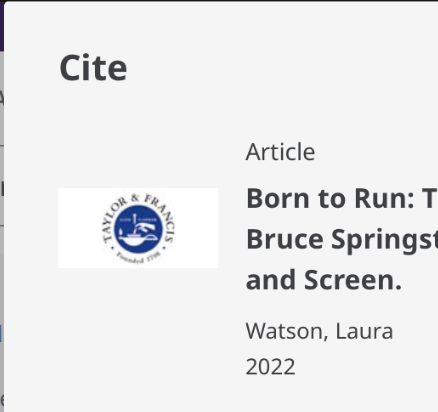 Cite
Article
TAYLOR & FRANCIS
Founded 1798
Born to Run: T
Bruce Springst
and Screen.
Watson, Laura
2022